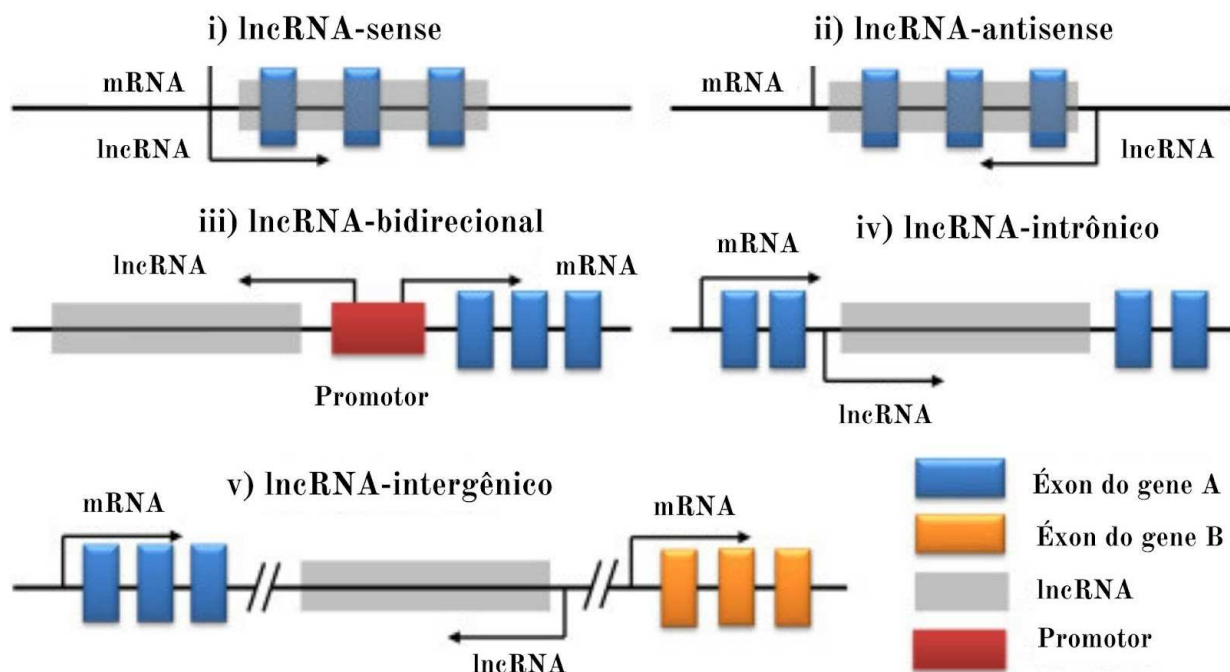 i) lncRNA-sense
mRNA
lncRNA
ii) lncRNA-antisense
mRNA
lncRNA
iii) lncRNA-bidirecional
lncRNA
mRNA
Promotor
iv) lncRNA-intrônico
mRNA
lncRNA
v) lncRNA-intergênico
mRNA
mRNA
lncRNA
Éxon do gene A
Éxon do gene B
lncRNA
Promotor